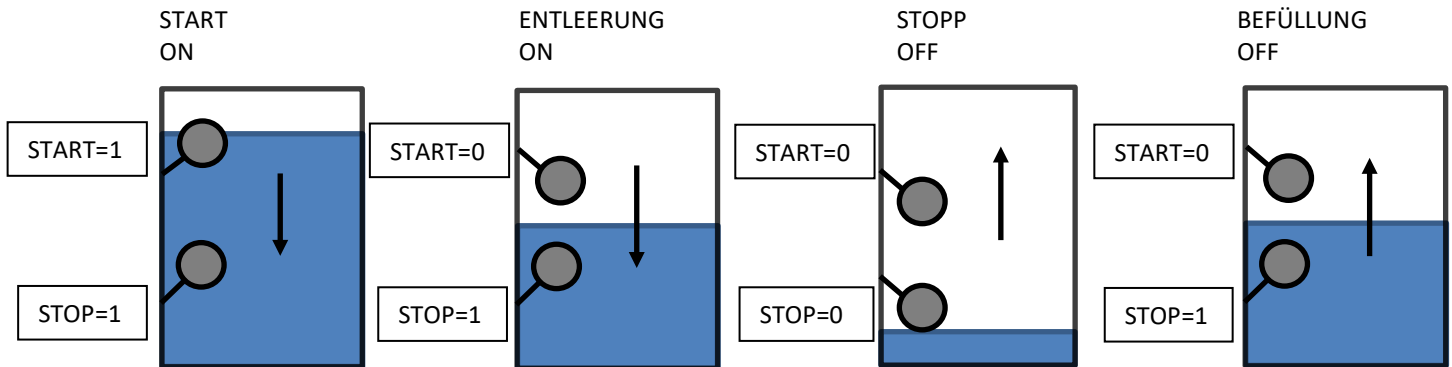 START
ON
ENTLEERUNG
ON
STOPP
OFF
BEFÜLLUNG
OFF
START=1
START=0
START=0
START=0
STOP=1
STOP=1
STOP=0
STOP=1